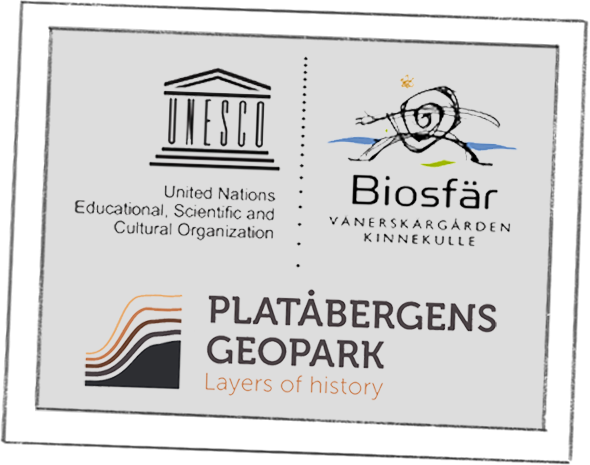 UNESCO
United Nations
Educational, Scientific and
Cultural Organization
Biosfär
VÄNERSKÄRGÅRDEN
KINNEKULLE
PLATÅBERGENS
GEOPARK
Layers of history